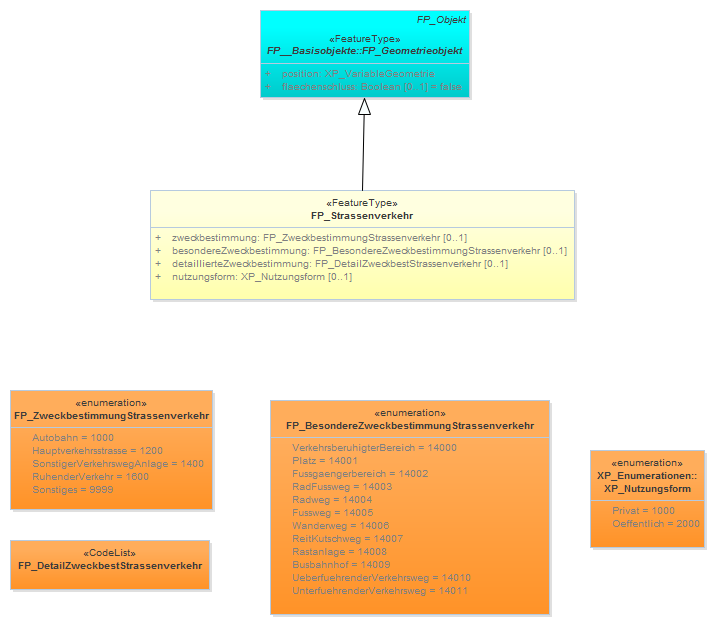 FP_Objekt
«FeatureType»
FP__Basisobjekte::FP_Geometrieobjekt
+ position: XP_VariableGeometrie
+ flaechenschluss: Boolean [0..1] = false
«FeatureType»
FP_Strassenverkehr
+ zweckbestimmung: FP_ZweckbestimmungStrassenverkehr [0..1]
+ besondereZweckbestimmung: FP_BesondereZweckbestimmungStrassenverkehr [0..1]
+ detaillierteZweckbestimmung: FP_DetailZweckbestStrassenverkehr [0..1]
+ nutzungsform: XP_Nutzungsform [0..1]
«enumeration»
FP_ZweckbestimmungStrassenverkehr
Autobahn = 1000
Hauptverkehrsstrasse = 1200
SonstigerVerkehrswegAnlage = 1400
RuhenderVerkehr = 1600
Sonstiges = 9999
«CodeList»
FP_DetailZweckbestStrassenverkehr
«enumeration»
FP_BesondereZweckbestimmungStrassenverkehr
VerkehrsberuhigterBereich = 14000
Platz = 14001
Fussgaengerbereich = 14002
RadFussweg = 14003
Radweg = 14004
Fussweg = 14005
Wanderweg = 14006
ReitKutschweg = 14007
Rastanlage = 14008
Busbahnhof = 14009
UeberfuehrenderVerkehrsweg = 14010
UnterfuehrenderVerkehrsweg = 14011
«enumeration»
XP_Enumerationen::
XP_Nutzungsform
Privat = 1000
Oeffentlich = 2000